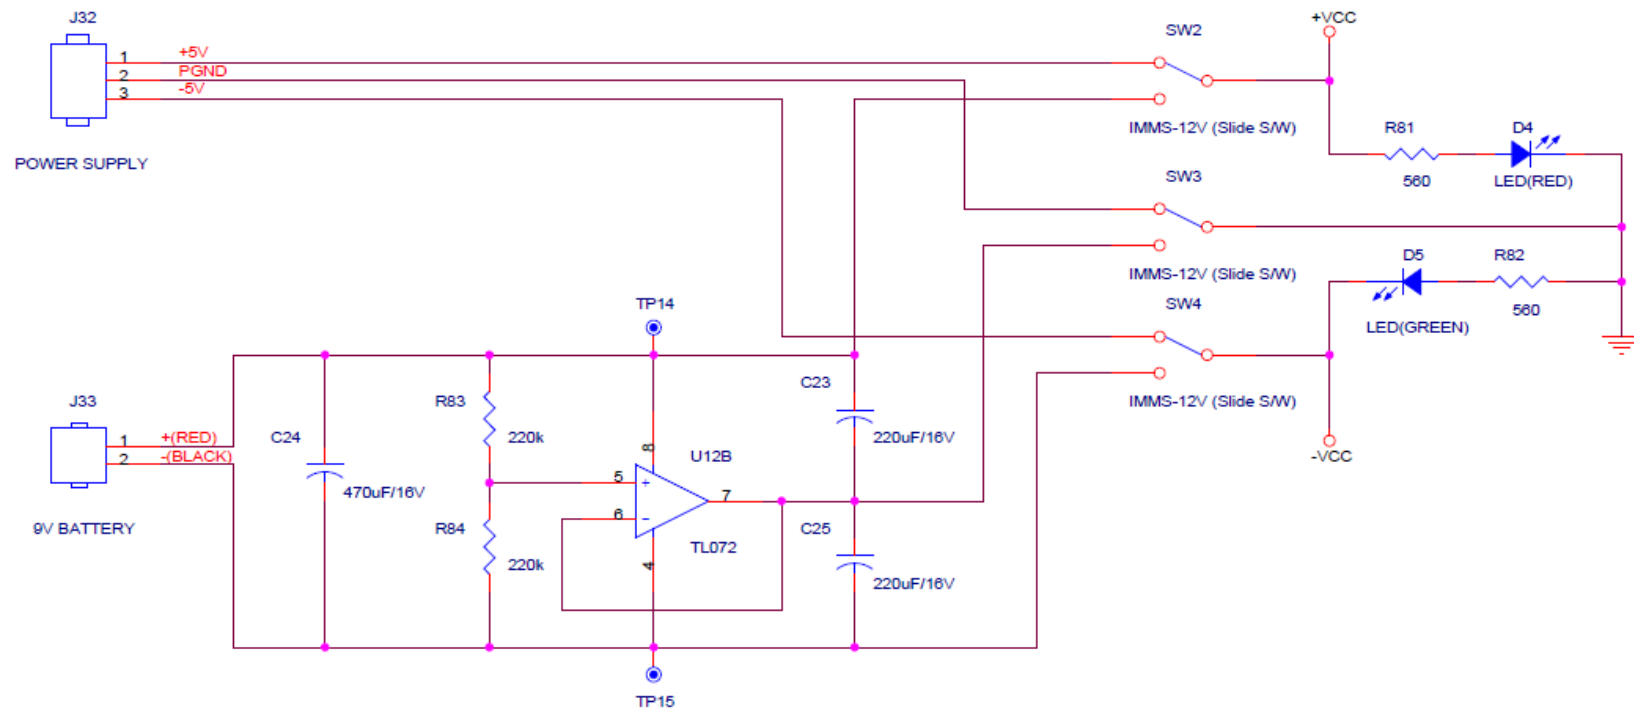 J32
1 +5V
2 PGND
3 -5V
POWER SUPPLY
SW2
+VCC
IMMS-12V (Slide S/W)
R81
560
D4
LED(RED)
SW3
IMMS-12V (Slide S/W)
D5
LED(GREEN)
R82
560
SW4
IMMS-12V (Slide S/W)
-VCC
TP14
J33
1 +(RED)
2 -(BLACK)
9V BATTERY
C24
470uF/16V
R83
220k
R84
220k
U12B
8
5 +
6 -
7
4
TL072
C23
220uF/16V
C25
220uF/16V
TP15